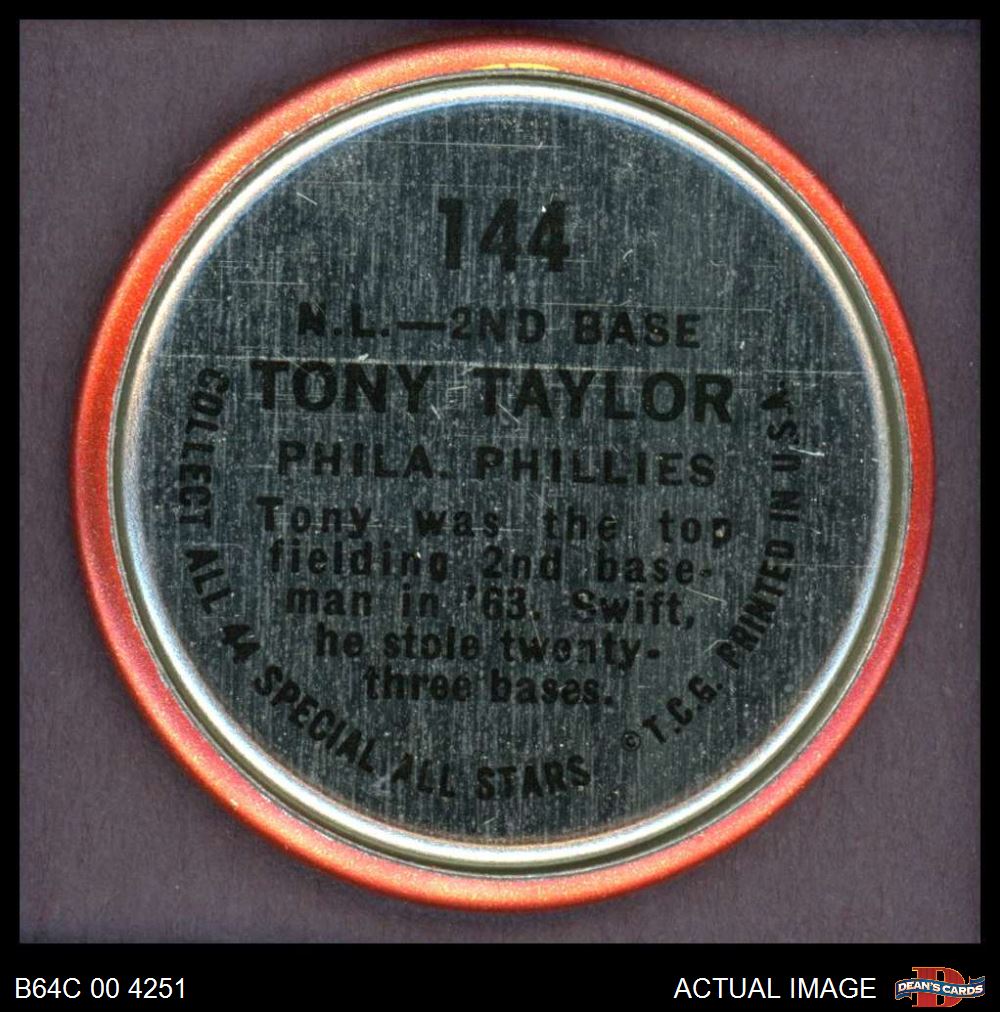 144
N.L.—2ND BASE
TONY TAYLOR
PHILA. PHILLIES
Tony was the top
fielding 2nd base-
man in '63. Swift,
he stole twenty-
three bases.
COLLECT ALL 44 SPECIAL ALL STARS
© T.C.G. PRINTED IN U.S.A.
B64C 00 4251
ACTUAL IMAGE
DEAN'S CARDS